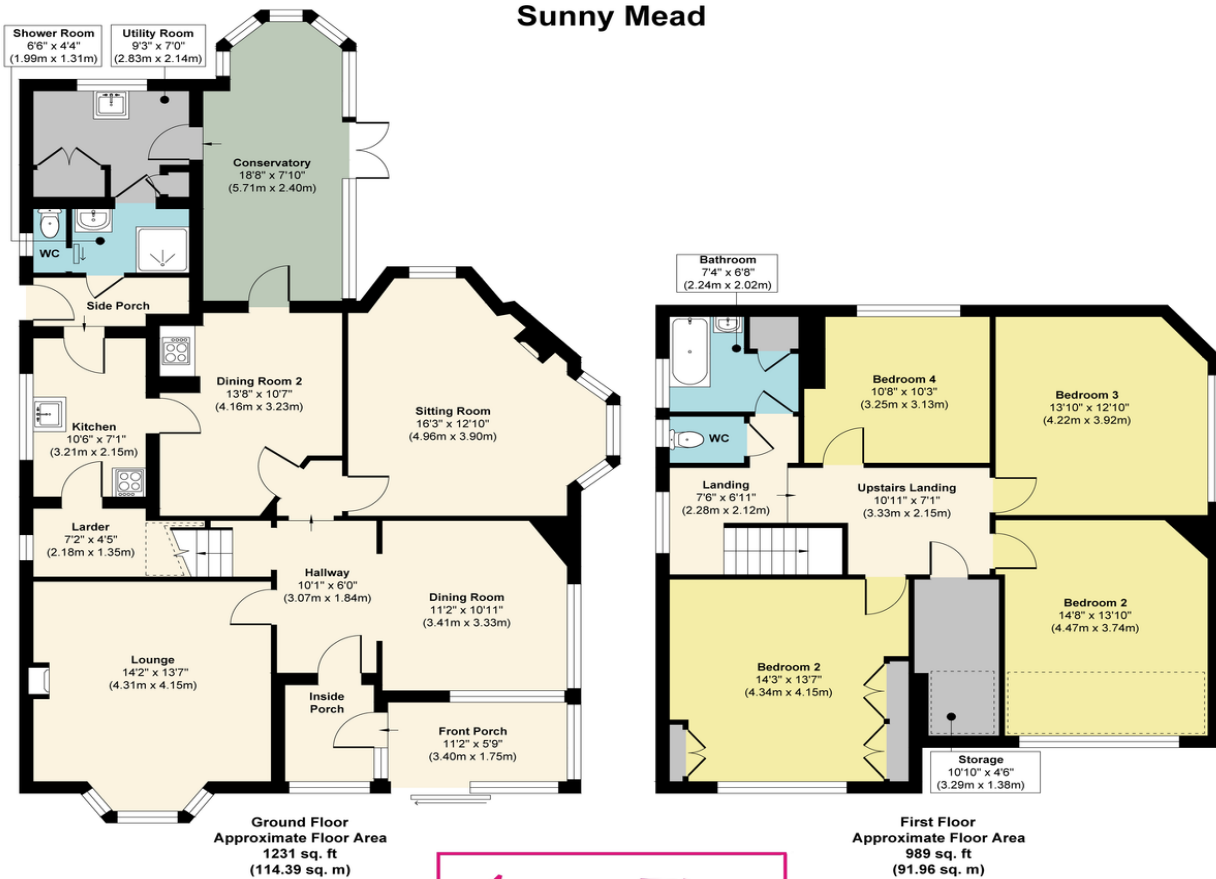 Sunny Mead
Shower Room
6'6" x 4'4"
(1.99m x 1.31m)
Utility Room
9'3" x 7'0"
(2.83m x 2.14m)
Conservatory
18'8" x 7'10"
(5.71m x 2.40m)
WC
Side Porch
Dining Room 2
13'8" x 10'7"
(4.16m x 3.23m)
Sitting Room
16'3" x 12'10"
(4.96m x 3.90m)
Kitchen
10'6" x 7'1"
(3.21m x 2.15m)
Larder
7'2" x 4'5"
(2.18m x 1.35m)
Hallway
10'1" x 6'0"
(3.07m x 1.84m)
Dining Room
11'2" x 10'11"
(3.41m x 3.33m)
Lounge
14'2" x 13'7"
(4.31m x 4.15m)
Inside
Porch
Front Porch
11'2" x 5'9"
(3.40m x 1.75m)
Ground Floor
Approximate Floor Area
1231 sq. ft
(114.39 sq. m)
Bathroom
7'4" x 6'8"
(2.24m x 2.02m)
Bedroom 4
10'8" x 10'3"
(3.25m x 3.13m)
Bedroom 3
13'10" x 12'10"
(4.22m x 3.92m)
WC
Landing
7'6" x 6'11"
(2.28m x 2.12m)
Upstairs Landing
10'11" x 7'1"
(3.33m x 2.15m)
Bedroom 2
14'8" x 13'10"
(4.47m x 3.74m)
Bedroom 2
14'3" x 13'7"
(4.34m x 4.15m)
Storage
10'10" x 4'6"
(3.29m x 1.38m)
First Floor
Approximate Floor Area
989 sq. ft
(91.96 sq. m)